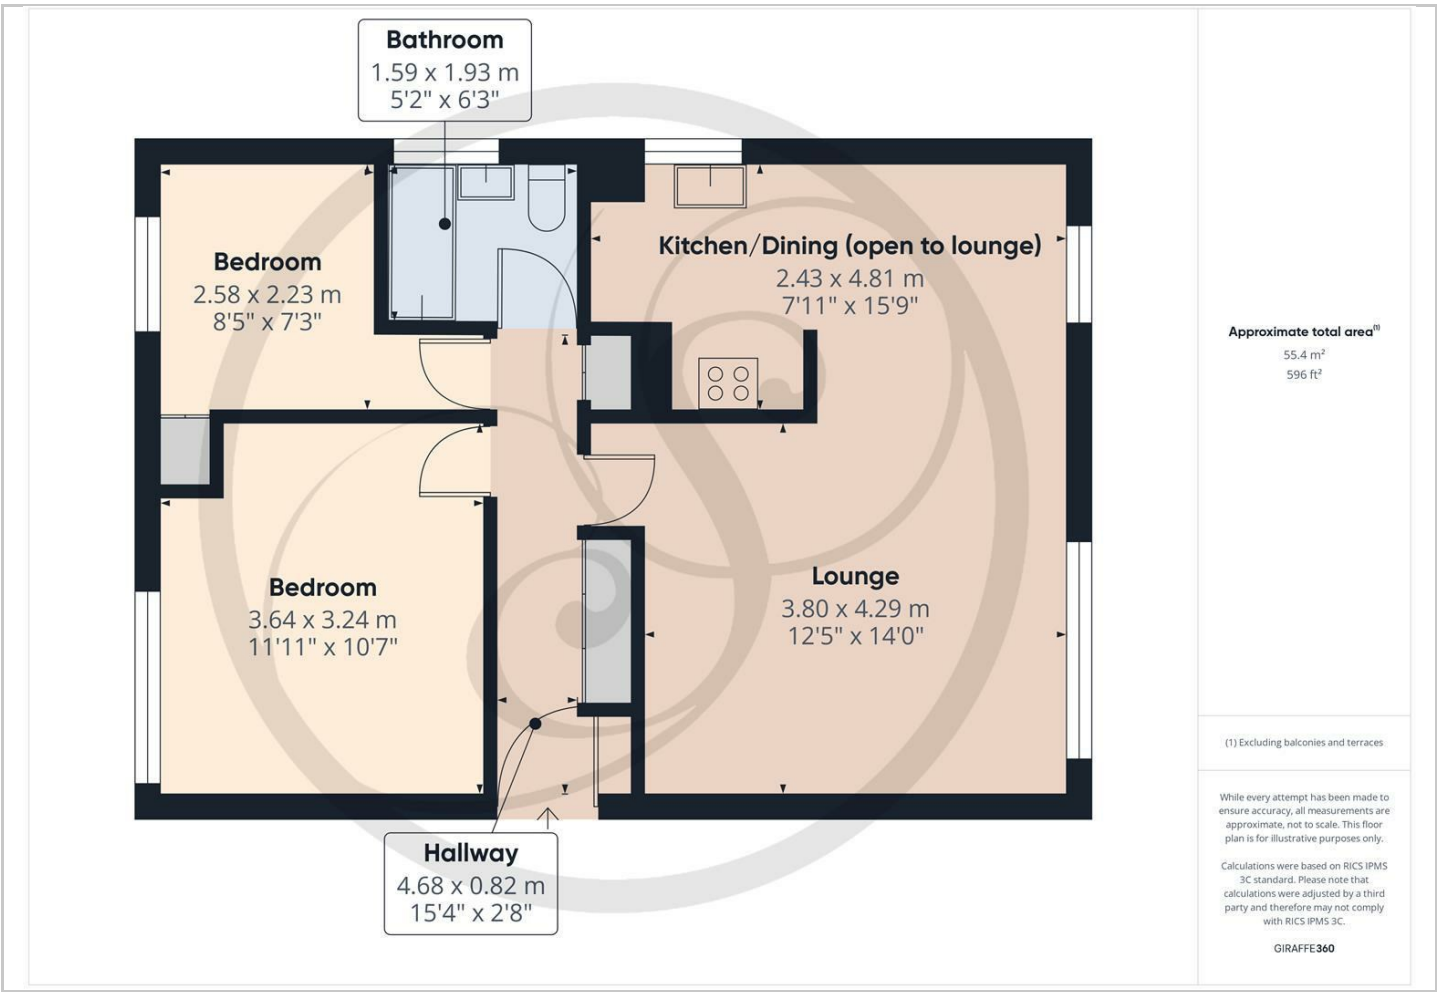 Bathroom
1.59 x 1.93 m
5'2" x 6'3"
Bedroom
2.58 x 2.23 m
8'5" x 7'3"
Kitchen/Dining (open to lounge)
2.43 x 4.81 m
7'11" x 15'9"
Bedroom
3.64 x 3.24 m
11'11" x 10'7"
Lounge
3.80 x 4.29 m
12'5" x 14'0"
Hallway
4.68 x 0.82 m
15'4" x 2'8"
Approximate total area(1)
55.4 m²
596 ft²
(1) Excluding balconies and terraces
While every attempt has been made to
ensure accuracy, all measurements are
approximate, not to scale. This floor
plan is for illustrative purposes only.
Calculations were based on RICS IPMS
3C standard. Please note that
calculations were adjusted by a third
party and therefore may not comply
with RICS IPMS 3C.
GIRAFFE360